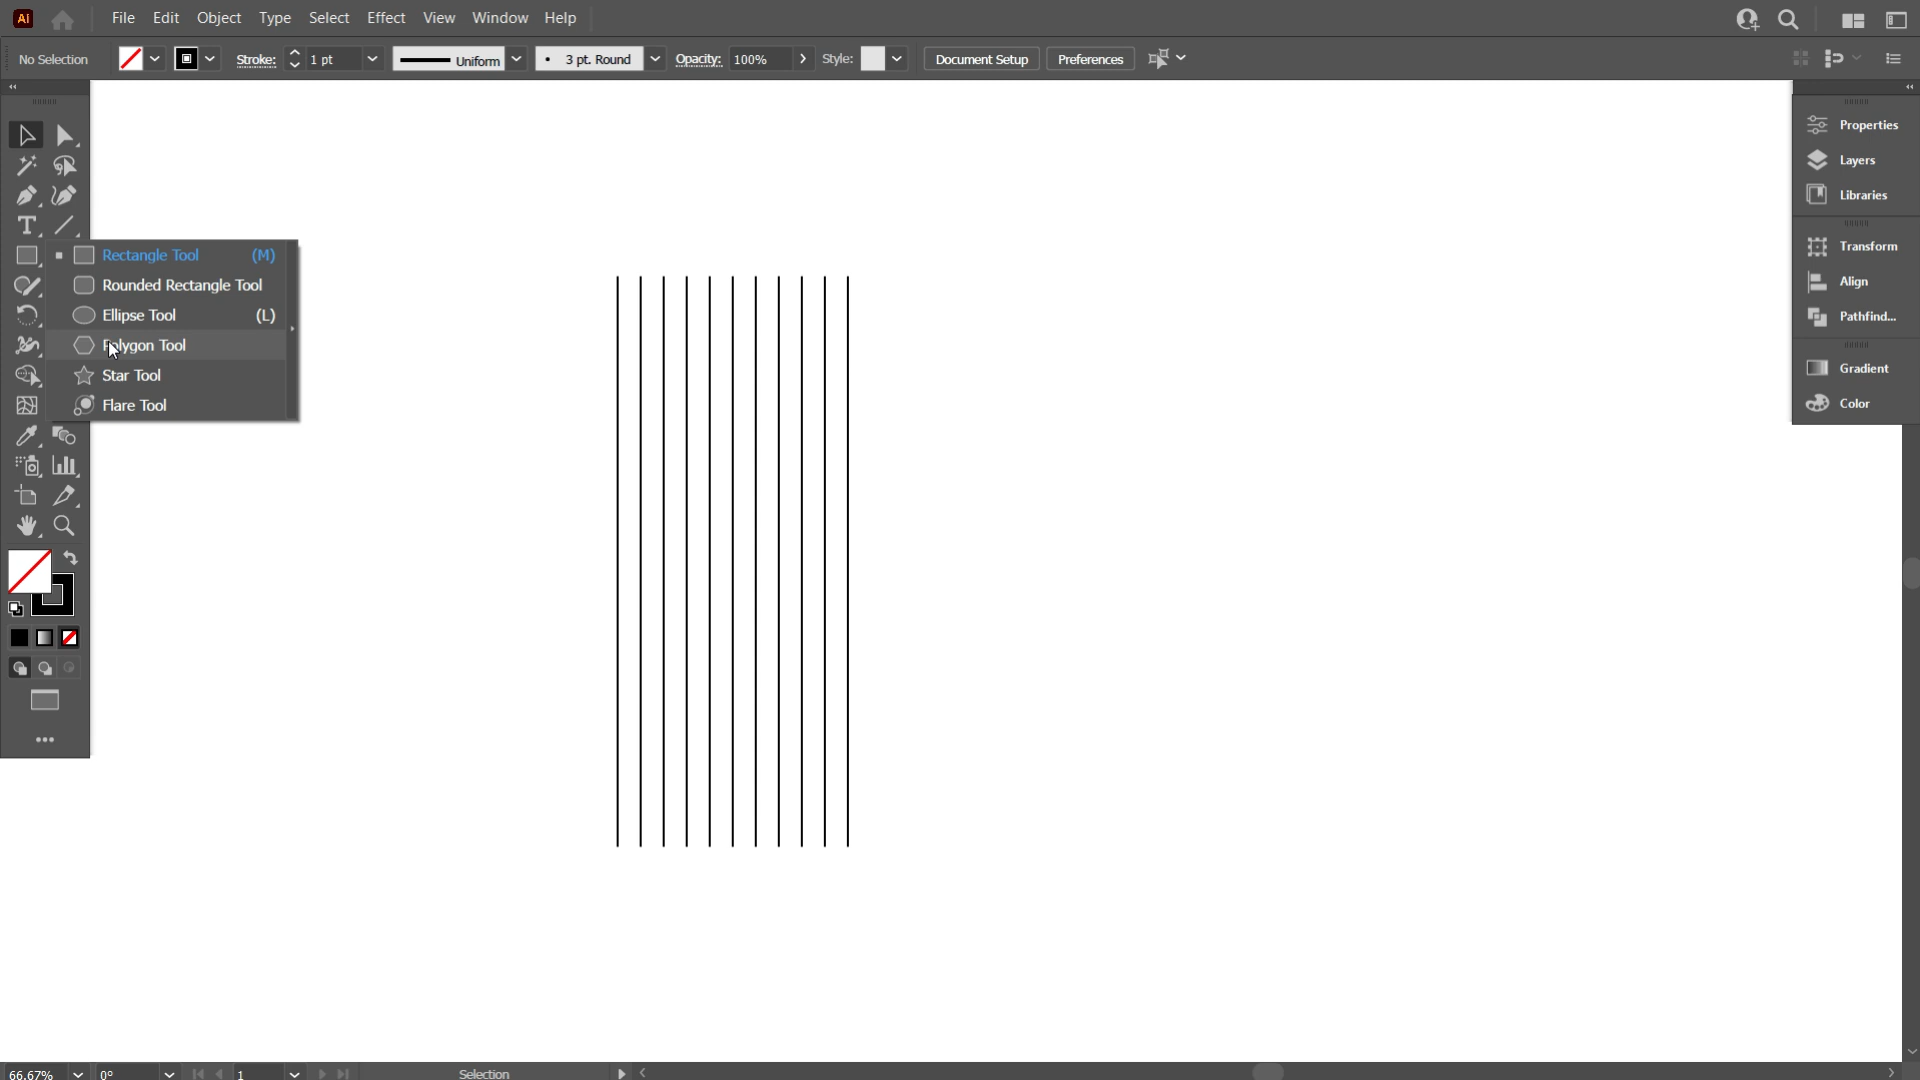 Ai File Edit Object Type Select Effect View Window Help
No Selection Stroke: 1 pt Uniform 3 pt. Round Opacity: 100% Style: Document Setup Preferences
Properties
Layers
Libraries
Transform
Align
Pathfind...
Gradient
Color
Rectangle Tool (M)
Rounded Rectangle Tool
Ellipse Tool (L)
Polygon Tool
Star Tool
Flare Tool
66.67% 0° 1 Selection